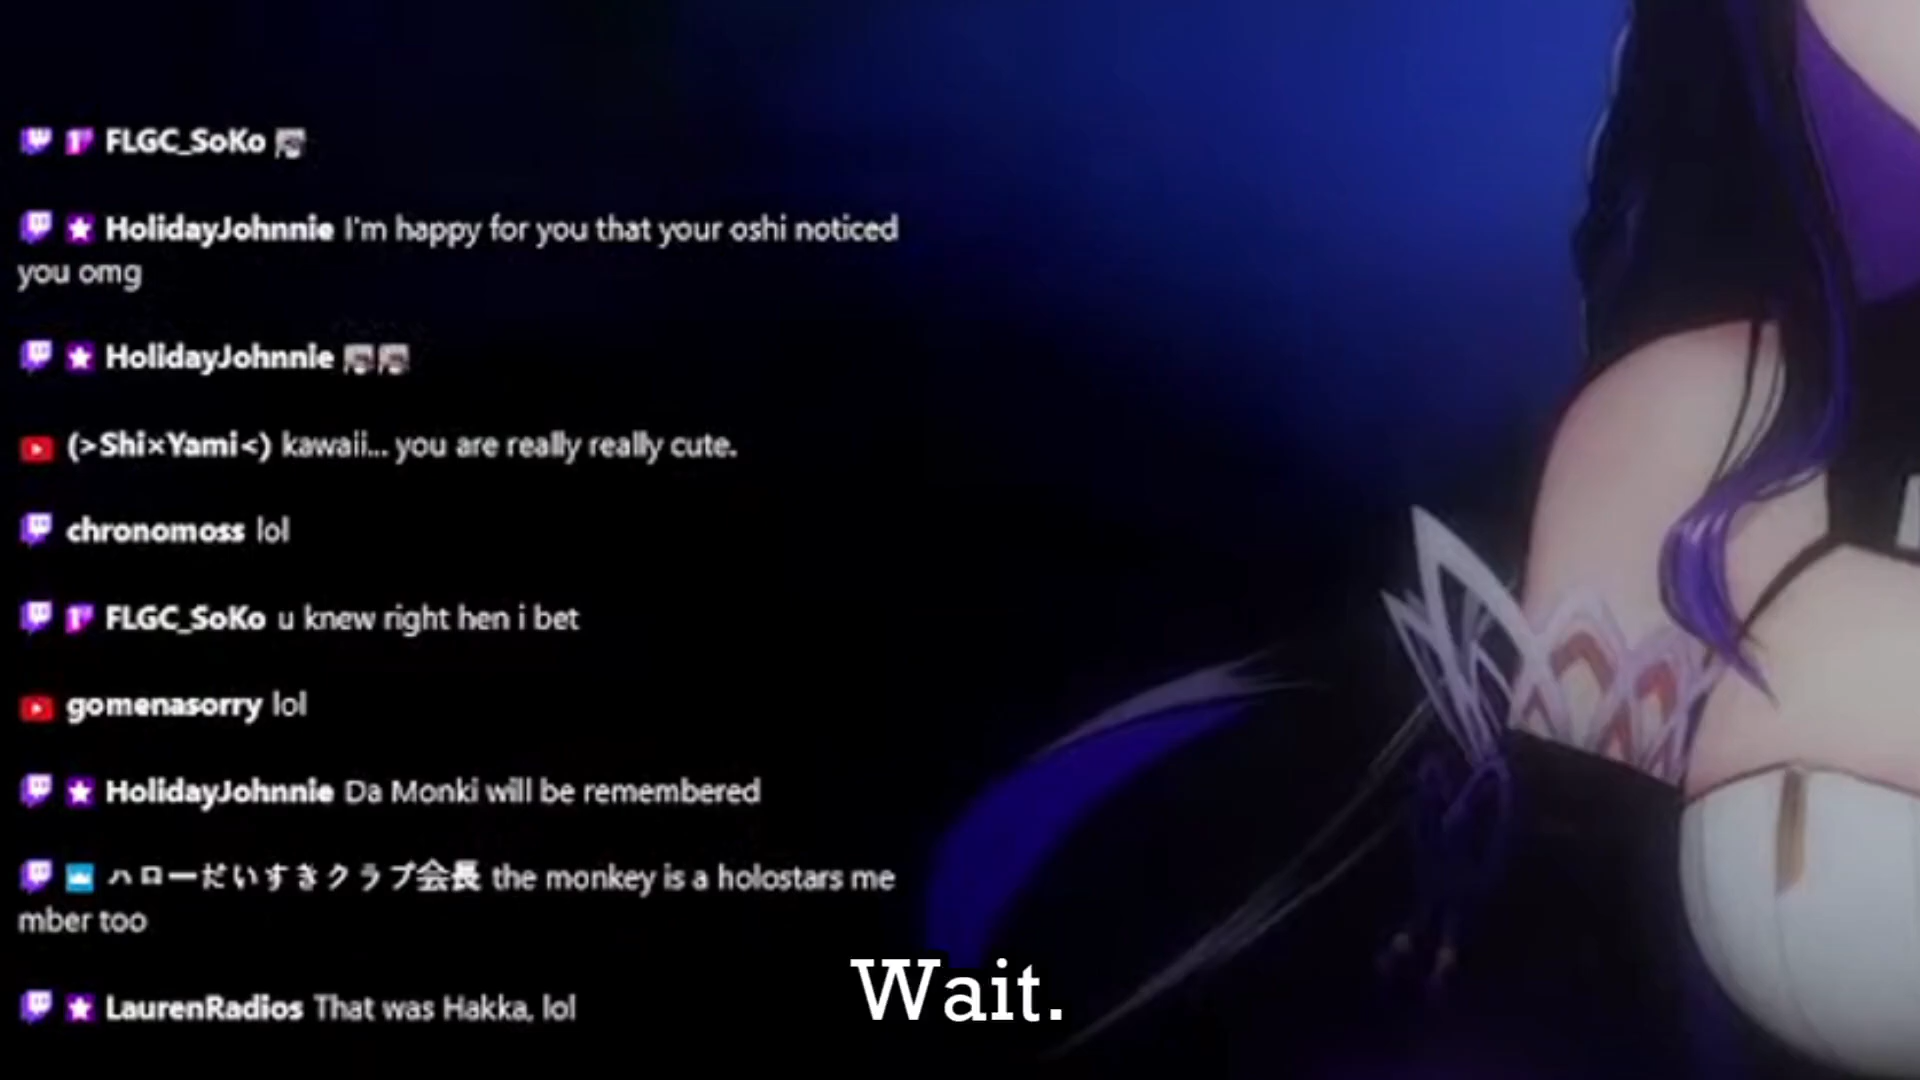 FLGC_SoKo
HolidayJohnnie I'm happy for you that your oshi noticed
you omg
HolidayJohnnie
(>Shi×Yami<) kawaii... you are really really cute.
chronomoss lol
FLGC_SoKo u knew right hen i bet
gomenasorry lol
HolidayJohnnie Da Monki will be remembered
ハローだいすきクラブ会長 the monkey is a holostars me
mber too
LaurenRadios That was Hakka, lol
Wait.